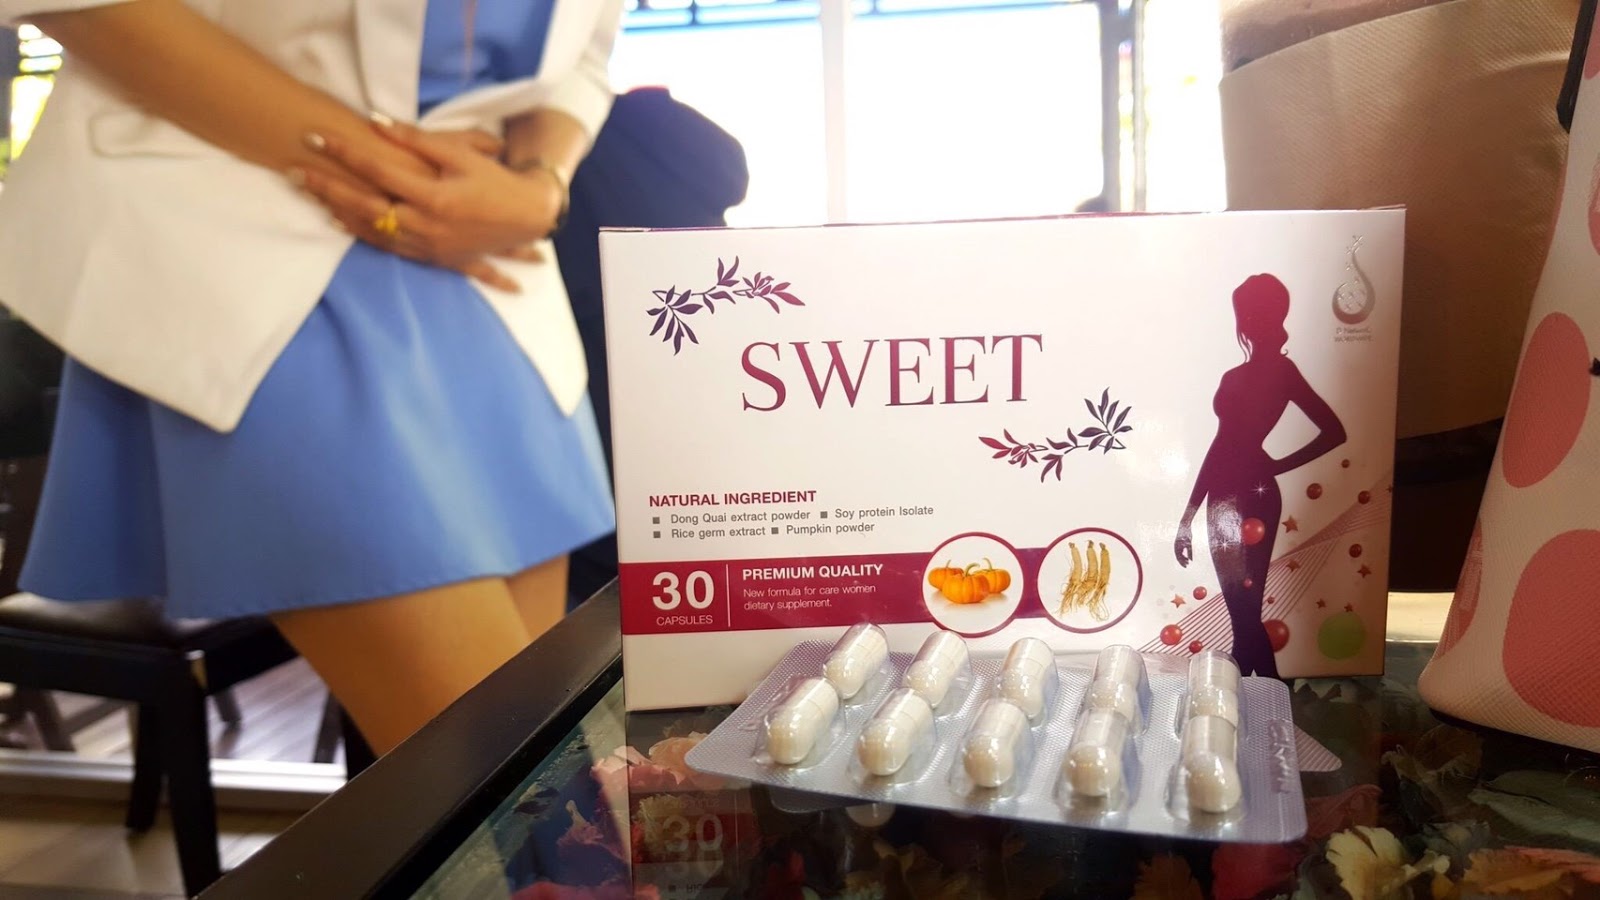 SWEET
NATURAL INGREDIENT
■ Dong Quai extract powder ■ Soy protein Isolate
■ Rice germ extract ■ Pumpkin powder
30
CAPSULES
PREMIUM QUALITY
New formula for care women
dietary supplement.
30